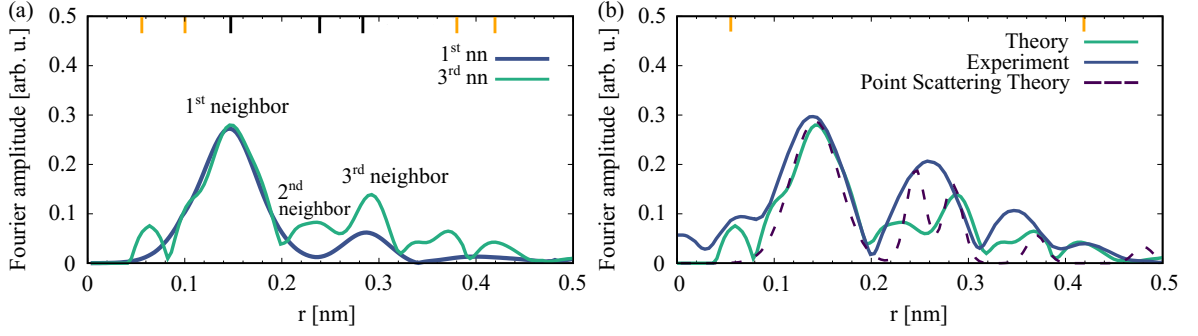 (a)
Fourier amplitude [arb. u.]
0.5
0.4
0.3
0.2
0.1
0
1st nn
3rd nn
1st neighbor
2nd
neighbor
3rd neighbor
0 0.1 0.2 0.3 0.4 0.5
r [nm]
(b)
Fourier amplitude [arb. u.]
0.5
0.4
0.3
0.2
0.1
0
Theory
Experiment
Point Scattering Theory
0 0.1 0.2 0.3 0.4 0.5
r [nm]